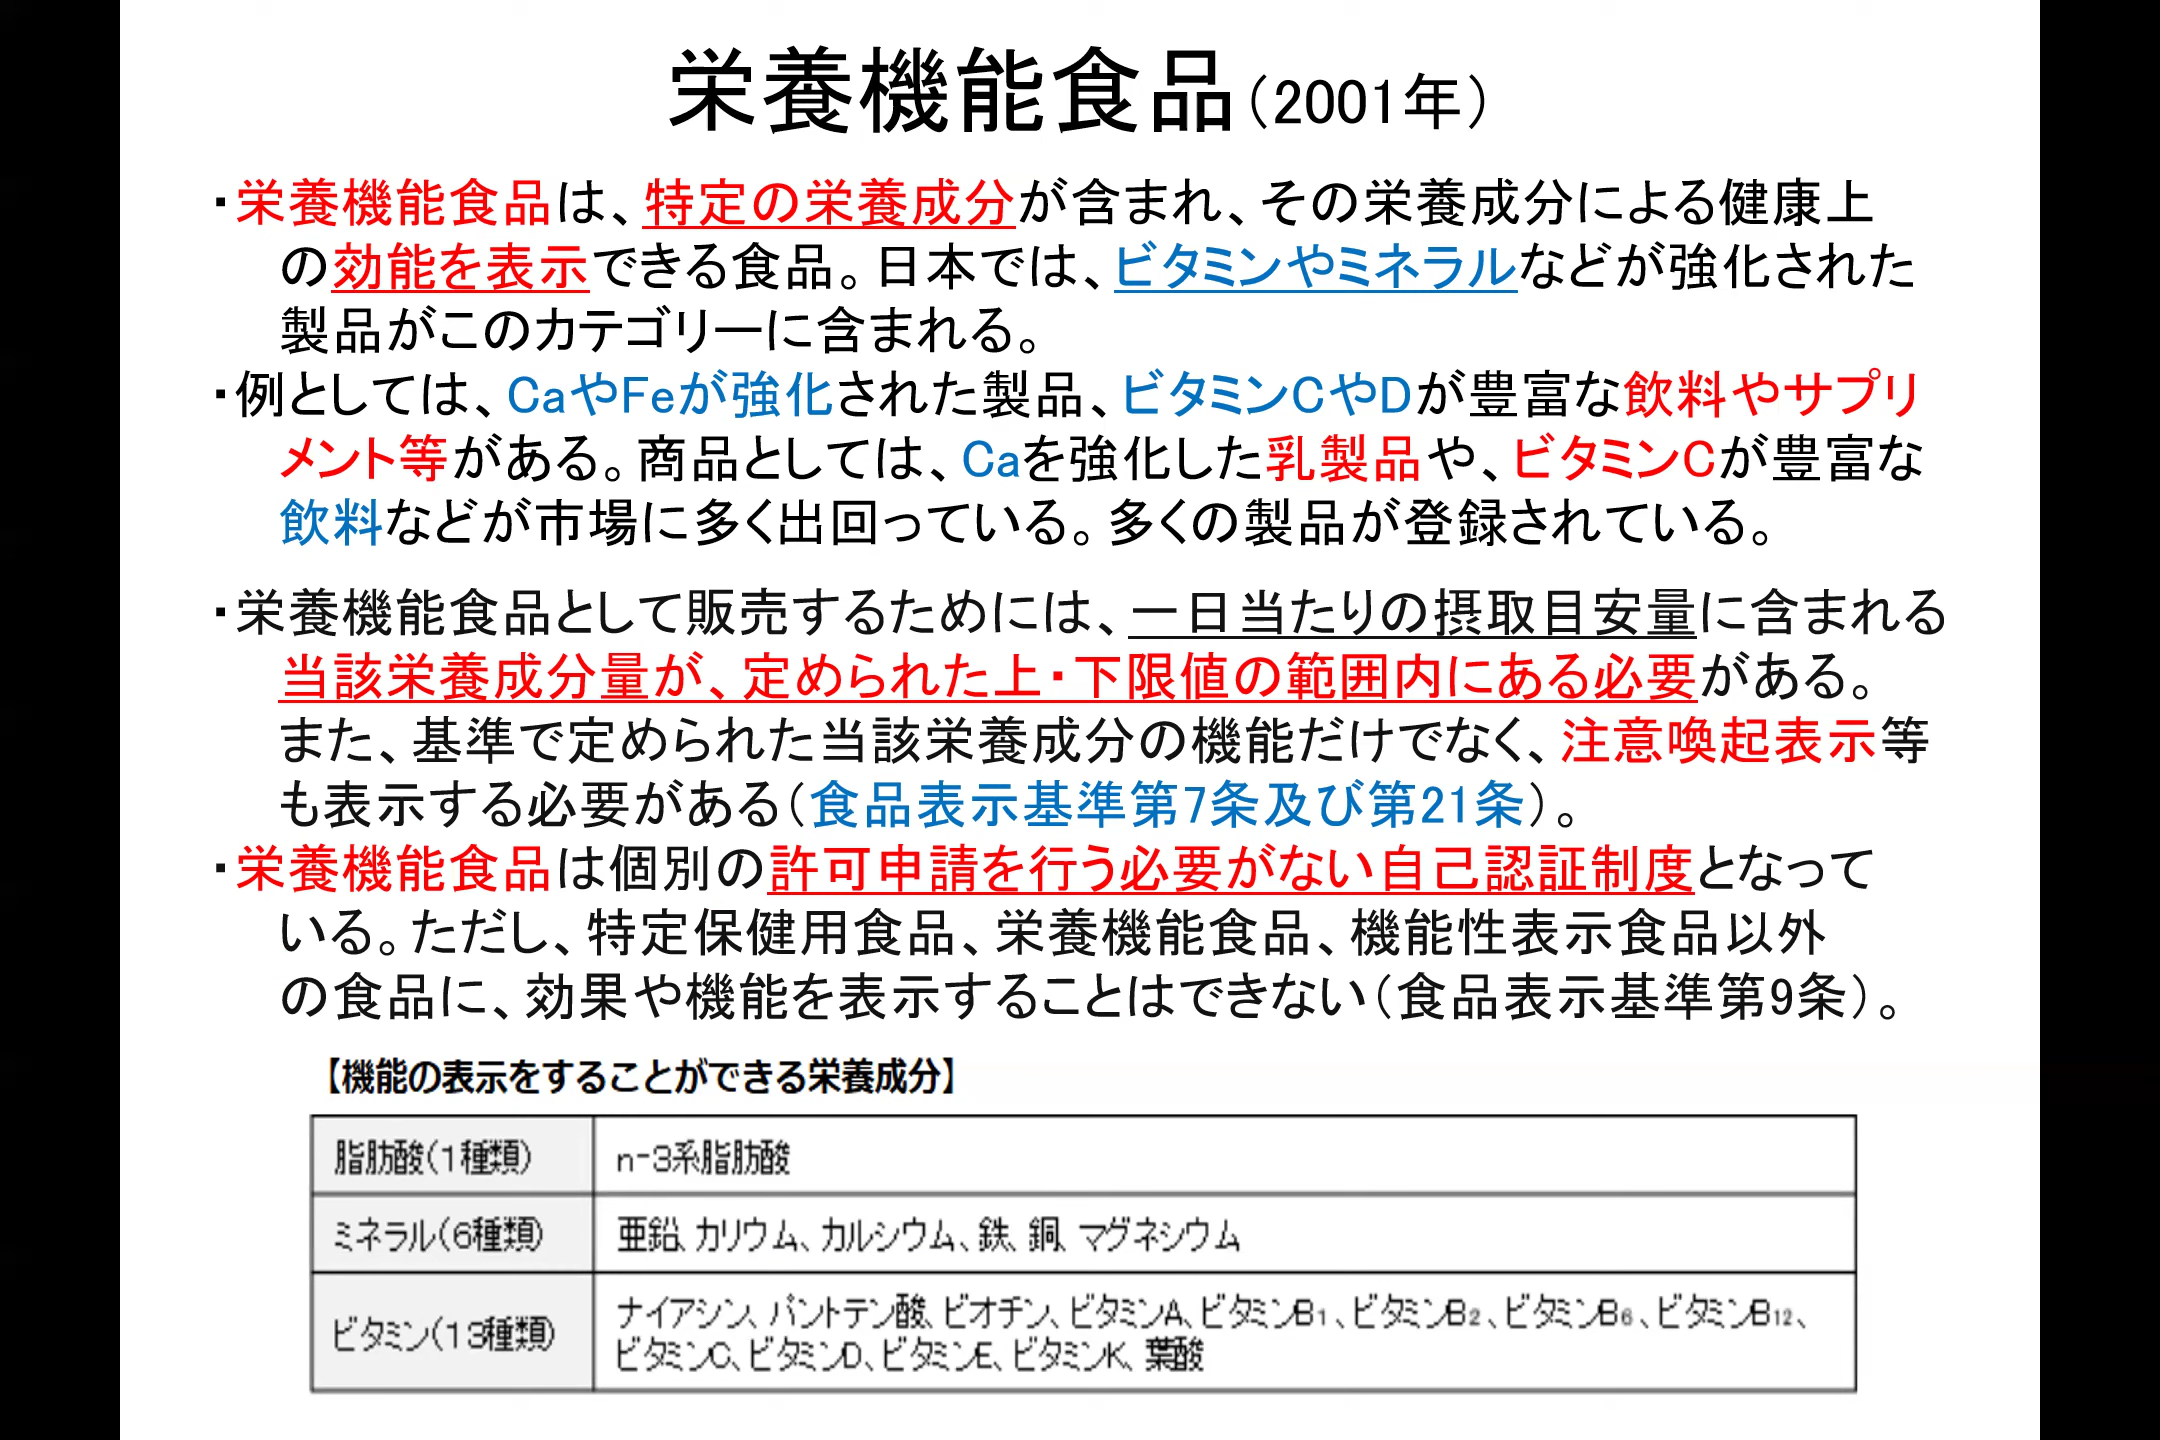 栄養機能食品（2001年）
・栄養機能食品は、特定の栄養成分が含まれ、その栄養成分による健康上
の効能を表示できる食品。日本では、ビタミンやミネラルなどが強化された
製品がこのカテゴリーに含まれる。
・例としては、CaやFeが強化された製品、ビタミンCやDが豊富な飲料やサプリ
メント等がある。商品としては、Caを強化した乳製品や、ビタミンCが豊富な
飲料などが市場に多く出回っている。多くの製品が登録されている。
・栄養機能食品として販売するためには、一日当たりの摂取目安量に含まれる
当該栄養成分量が、定められた上・下限値の範囲内にある必要がある。
また、基準で定められた当該栄養成分の機能だけでなく、注意喚起表示等
も表示する必要がある（食品表示基準第7条及び第21条）。
・栄養機能食品は個別の許可申請を行う必要がない自己認証制度となって
いる。ただし、特定保健用食品、栄養機能食品、機能性表示食品以外
の食品に、効果や機能を表示することはできない（食品表示基準第9条）。
【機能の表示をすることができる栄養成分】
脂肪酸（1種類） n-3系脂肪酸
ミネラル（6種類） 亜鉛、カリウム、カルシウム、鉄、銅、マグネシウム
ビタミン（13種類） ナイアシン、パントテン酸、ビオチン、ビタミンA、ビタミンB₁、ビタミンB₂、ビタミンB₆、ビタミンB₁₂、
ビタミンC、ビタミンD、ビタミンE、ビタミンK、葉酸